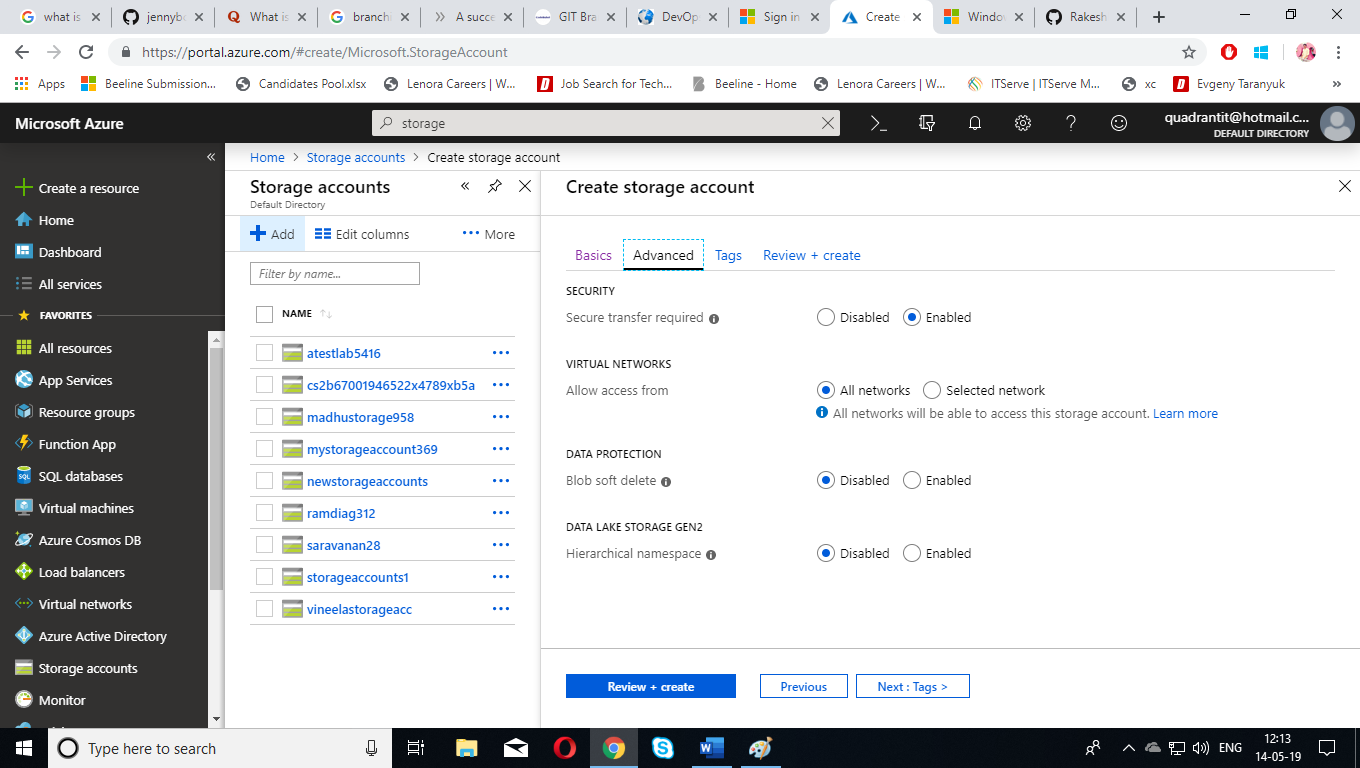 what is
jennyb
What is
branchi
A succe
GIT Bra
DevOp
Sign in
Create
Windo
Rakesh
https://portal.azure.com/#create/Microsoft.StorageAccount
Apps
Beeline Submission...
Candidates Pool.xlsx
Lenora Careers | W...
Job Search for Tech...
Beeline - Home
Lenora Careers | W...
ITServe | ITServe M...
xc
Evgeny Taranyuk
»
Microsoft Azure
storage
quadrantit@hotmail.c...
DEFAULT DIRECTORY
Home > Storage accounts > Create storage account
Create a resource
Home
Dashboard
All services
FAVORITES
All resources
App Services
Resource groups
Function App
SQL databases
Virtual machines
Azure Cosmos DB
Load balancers
Virtual networks
Azure Active Directory
Storage accounts
Monitor
Storage accounts
Default Directory
Add
Edit columns
More
Filter by name...
NAME
atestlab5416
cs2b67001946522x4789xb5a
madhustorage958
mystorageaccount369
newstorageaccounts
ramdiag312
saravanan28
storageaccounts1
vineelastorageacc
Create storage account
Basics Advanced Tags Review + create
SECURITY
Secure transfer required Disabled Enabled
VIRTUAL NETWORKS
Allow access from All networks Selected network
All networks will be able to access this storage account. Learn more
DATA PROTECTION
Blob soft delete Disabled Enabled
DATA LAKE STORAGE GEN2
Hierarchical namespace Disabled Enabled
Review + create Previous Next : Tags >
Type here to search
ENG
12:13
14-05-19